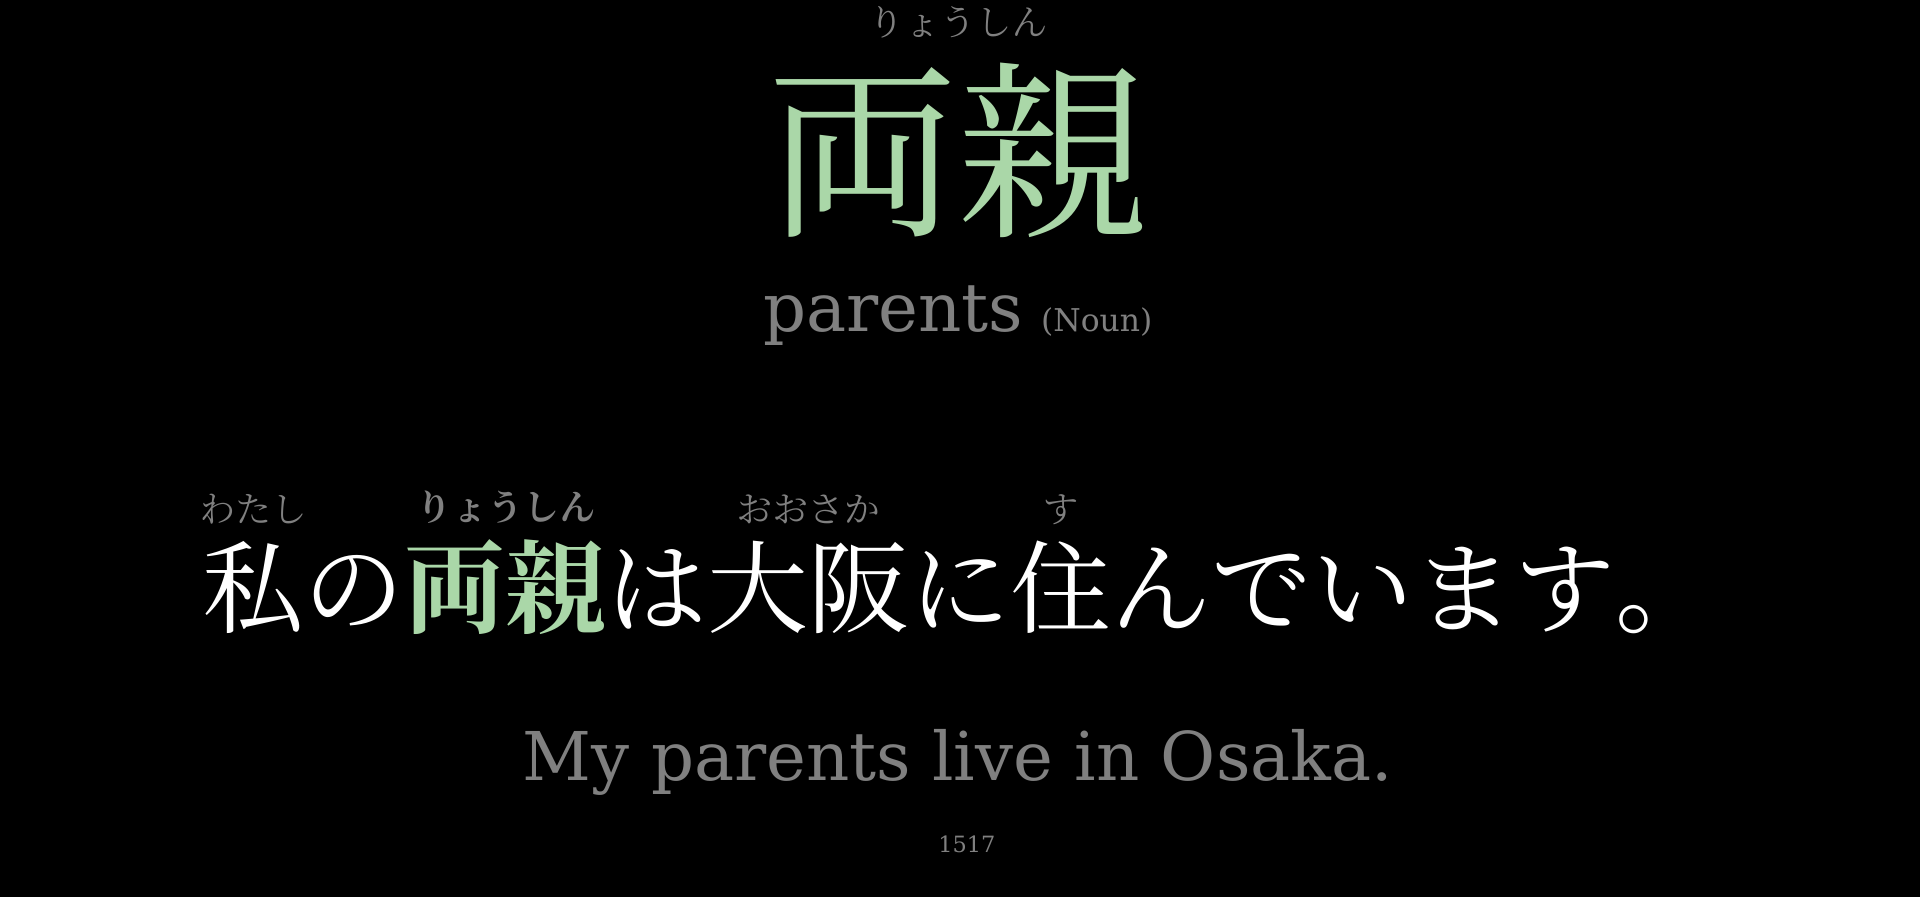 りょうしん
両親
parents (Noun)
わたし りょうしん おおさか す
私の両親は大阪に住んでいます。
My parents live in Osaka.
1517